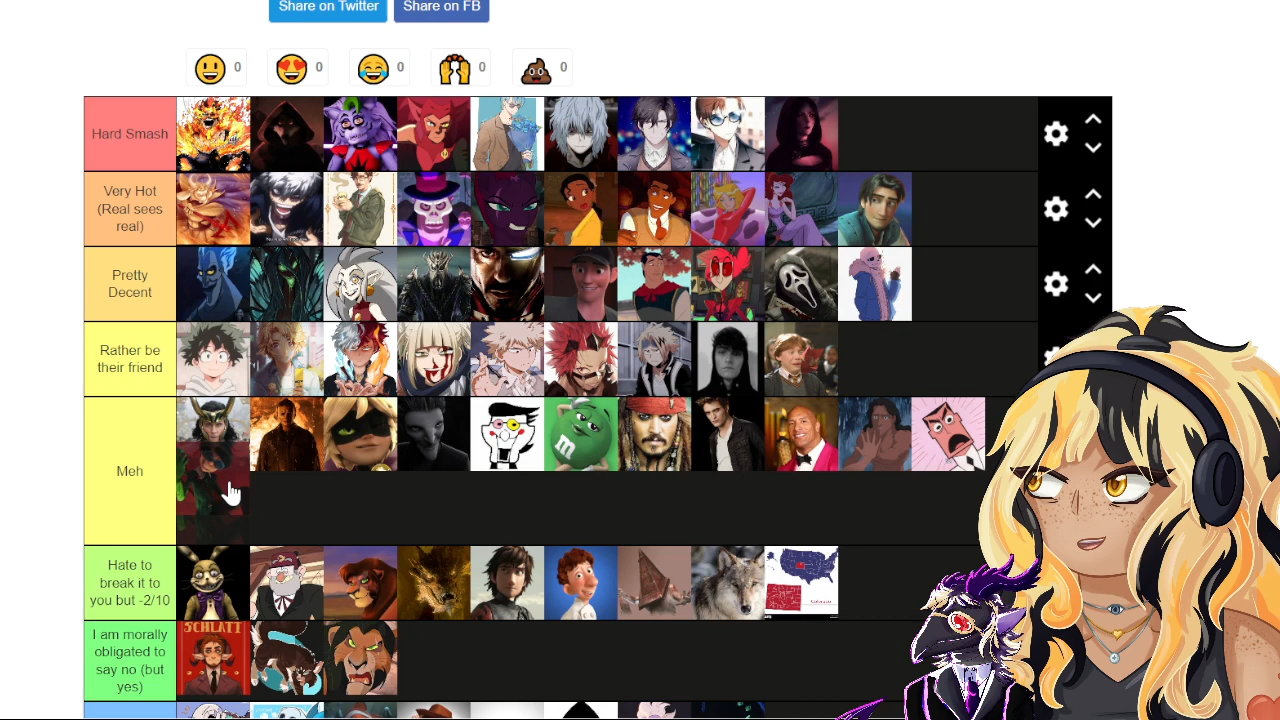 Share on Twitter
Share on FB
0
0
0
0
0
Hard Smash
Very Hot
(Real sees
real)
Pretty
Decent
Rather be
their friend
Meh
m
Hate to
break it to
you but -2/10
I am morally
obligated to
say no (but
yes)
SCHLATT